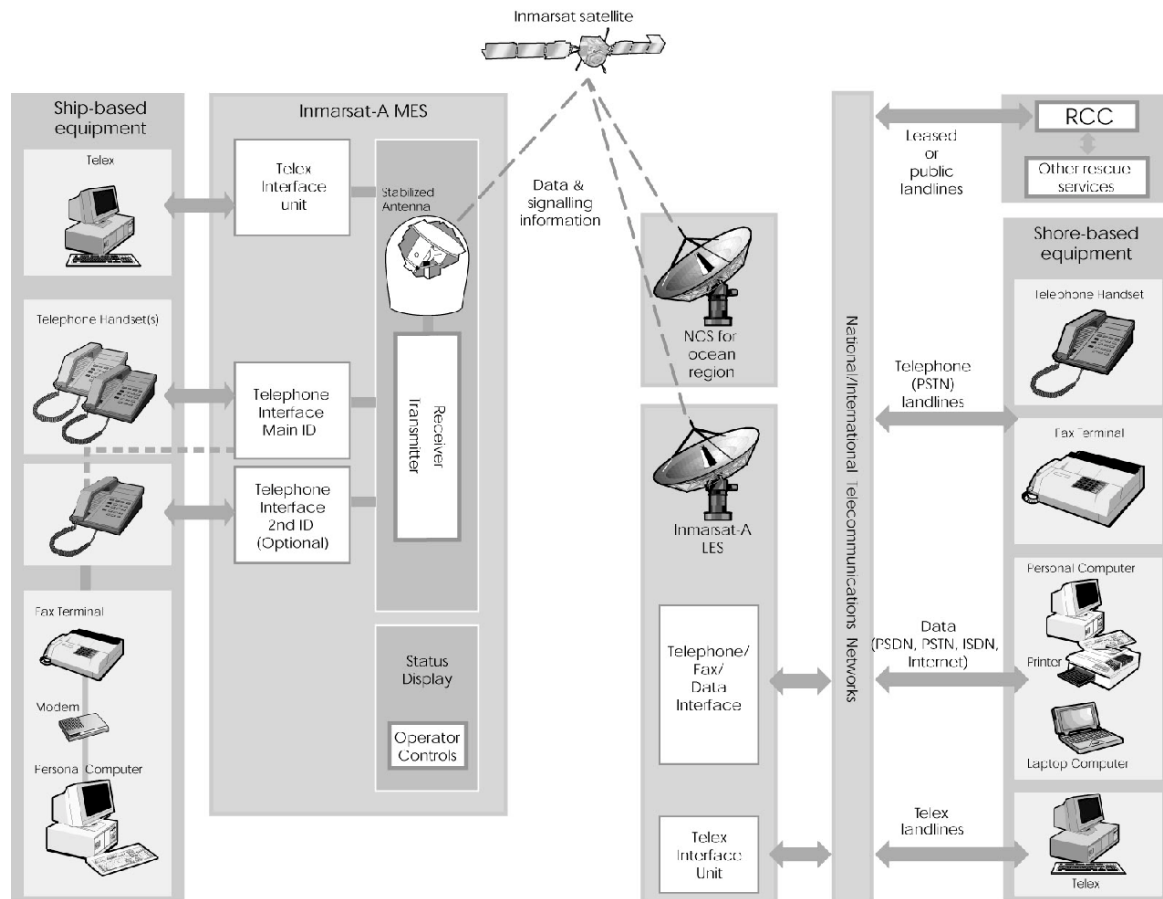 Inmarsat satellite
Ship-based
equipment
Telex
Telephone Handset(s)
Fax Terminal
Modem
Personal Computer
Inmarsat-A MES
Telex
Interface
unit
Stabilized
Antenna
Telephone
Interface
Main ID
Telephone
Interface
2nd ID
(Optional)
Receiver
Transmitter
Status
Display
Operator
Controls
Data &
signalling
information
NCS for
ocean
region
Inmarsat-A
LES
Telephone/
Fax/
Data
Interface
Telex
Interface
Unit
National/International Telecommunications Networks
Leased
or
public
landlines
Telephone
(PSTN)
landlines
Data
(PSDN, PSTN, ISDN,
Internet)
Telex
landlines
RCC
Other rescue
services
Shore-based
equipment
Telephone Handset
Fax Terminal
Personal Computer
Printer
Laptop Computer
Telex